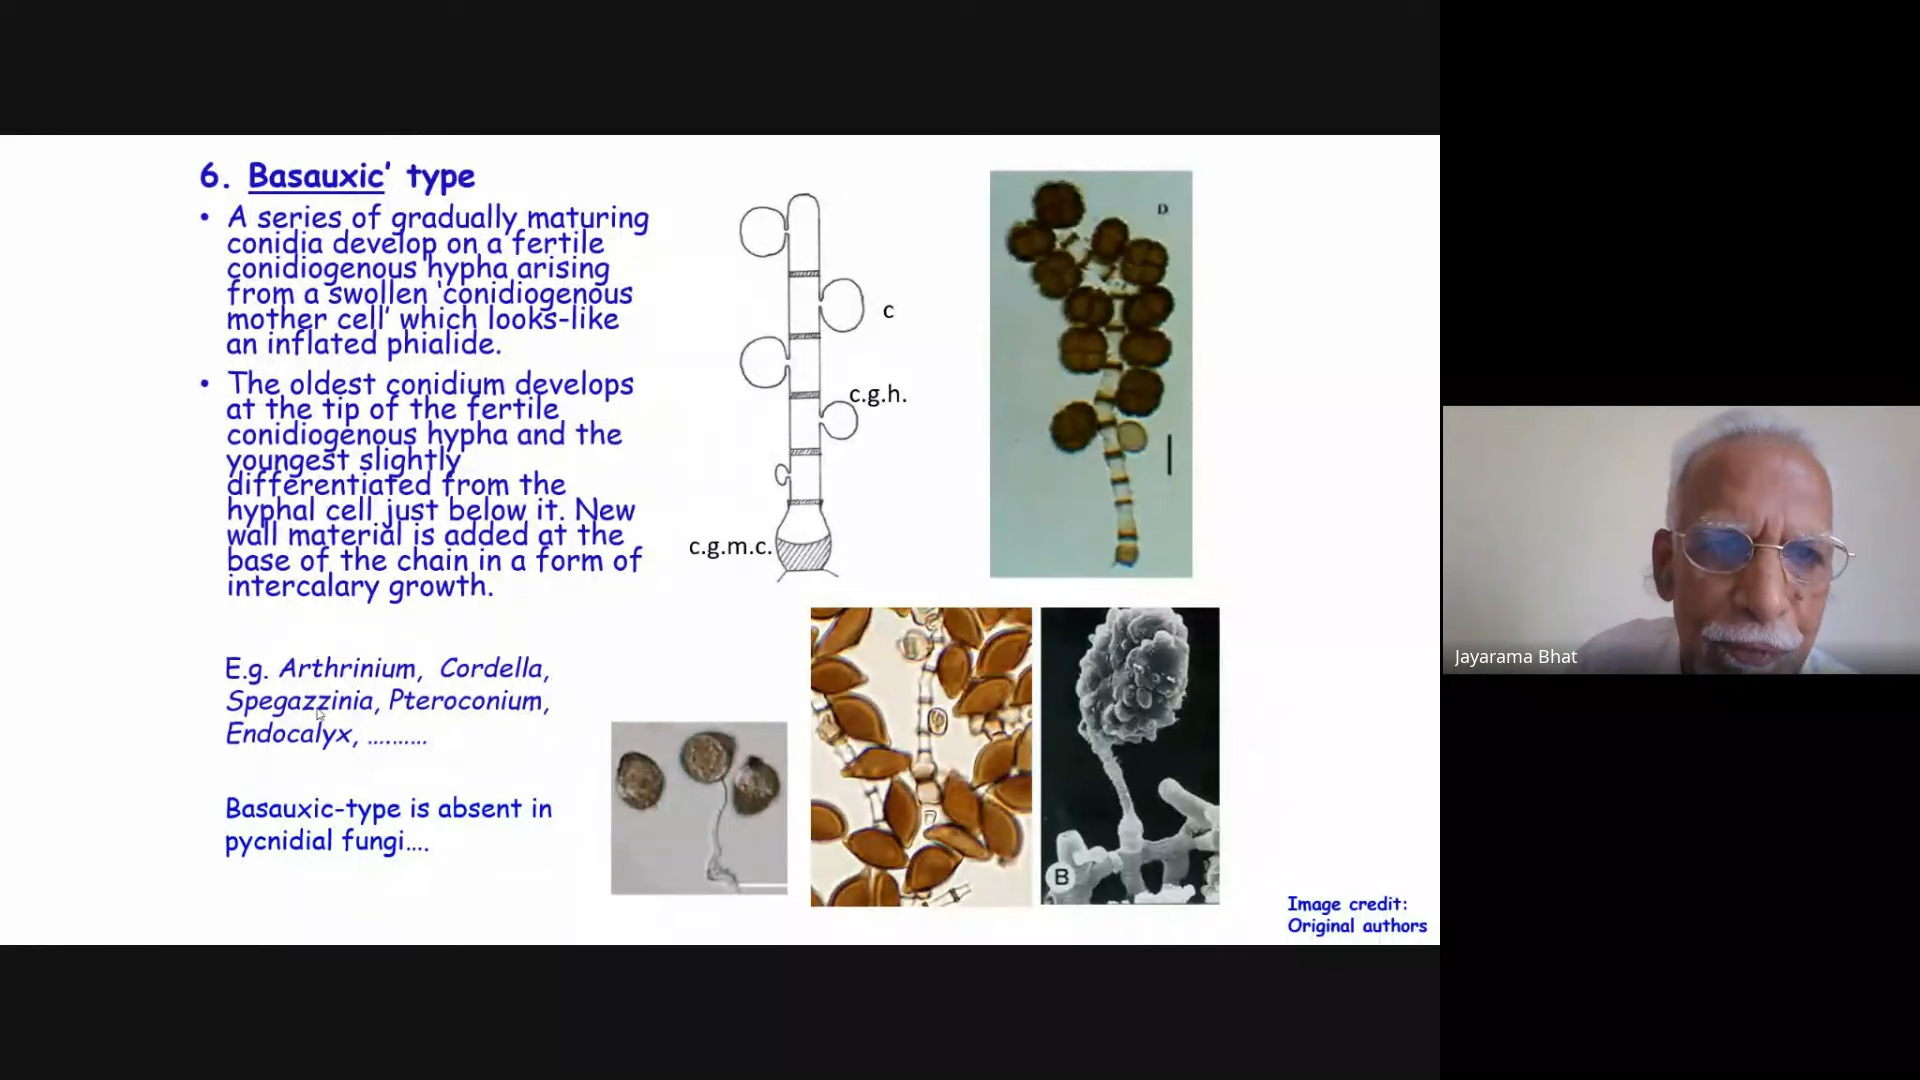 6. Basauxic’ type
• A series of gradually maturing
conidia develop on a fertile
conidiogenous hypha arising
from a swollen ‘conidiogenous
mother cell’ which looks-like
an inflated phialide.
• The oldest conidium develops
at the tip of the fertile
conidiogenous hypha and the
youngest slightly
differentiated from the
hyphal cell just below it. New
wall material is added at the
base of the chain in a form of
intercalary growth.
E.g. Arthrinium, Cordella,
Spegazzinia, Pteroconium,
Endocalyx, ..........
Basauxic-type is absent in
pycnidial fungi....
c
c.g.h.
c.g.m.c.
D
B
Image credit:
Original authors
Jayarama Bhat